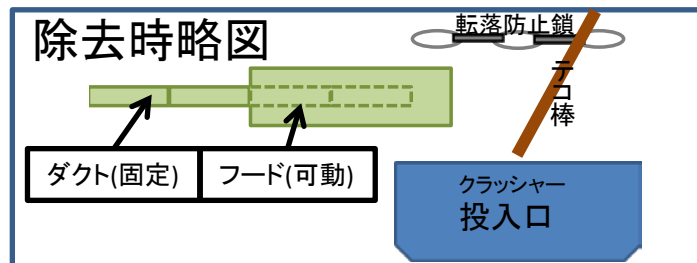 除去時略図
転落防止鎖
テコ棒
ダクト(固定)
フード(可動)
クラッシャー
投入口